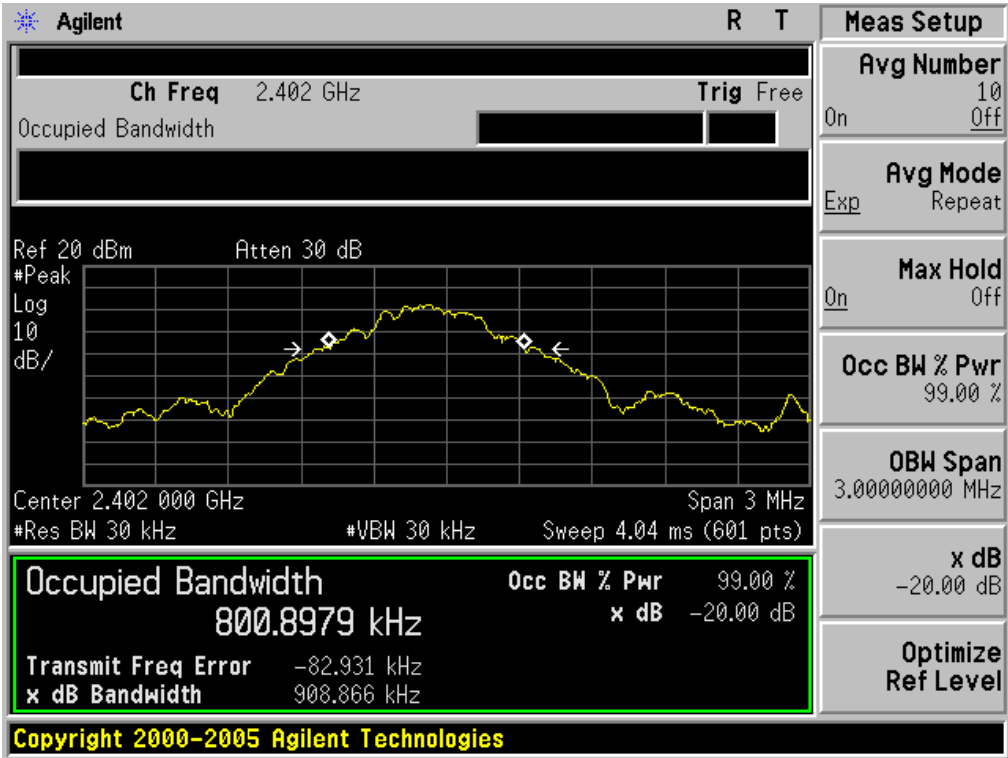 Agilent R T
Ch Freq 2.402 GHz Trig Free
Occupied Bandwidth
Ref 20 dBm Atten 30 dB
#Peak
Log
10
dB/
Center 2.402 000 GHz Span 3 MHz
#Res BW 30 kHz #VBW 30 kHz Sweep 4.04 ms (601 pts)
Occupied Bandwidth Occ BW % Pwr 99.00 %
800.8979 kHz x dB -20.00 dB
Transmit Freq Error -82.931 kHz
x dB Bandwidth 908.866 kHz
Copyright 2000-2005 Agilent Technologies
Meas Setup
Avg Number
10
On Off
Avg Mode
Exp Repeat
Max Hold
On Off
Occ BW % Pwr
99.00 %
OBW Span
3.00000000 MHz
x dB
-20.00 dB
Optimize
Ref Level